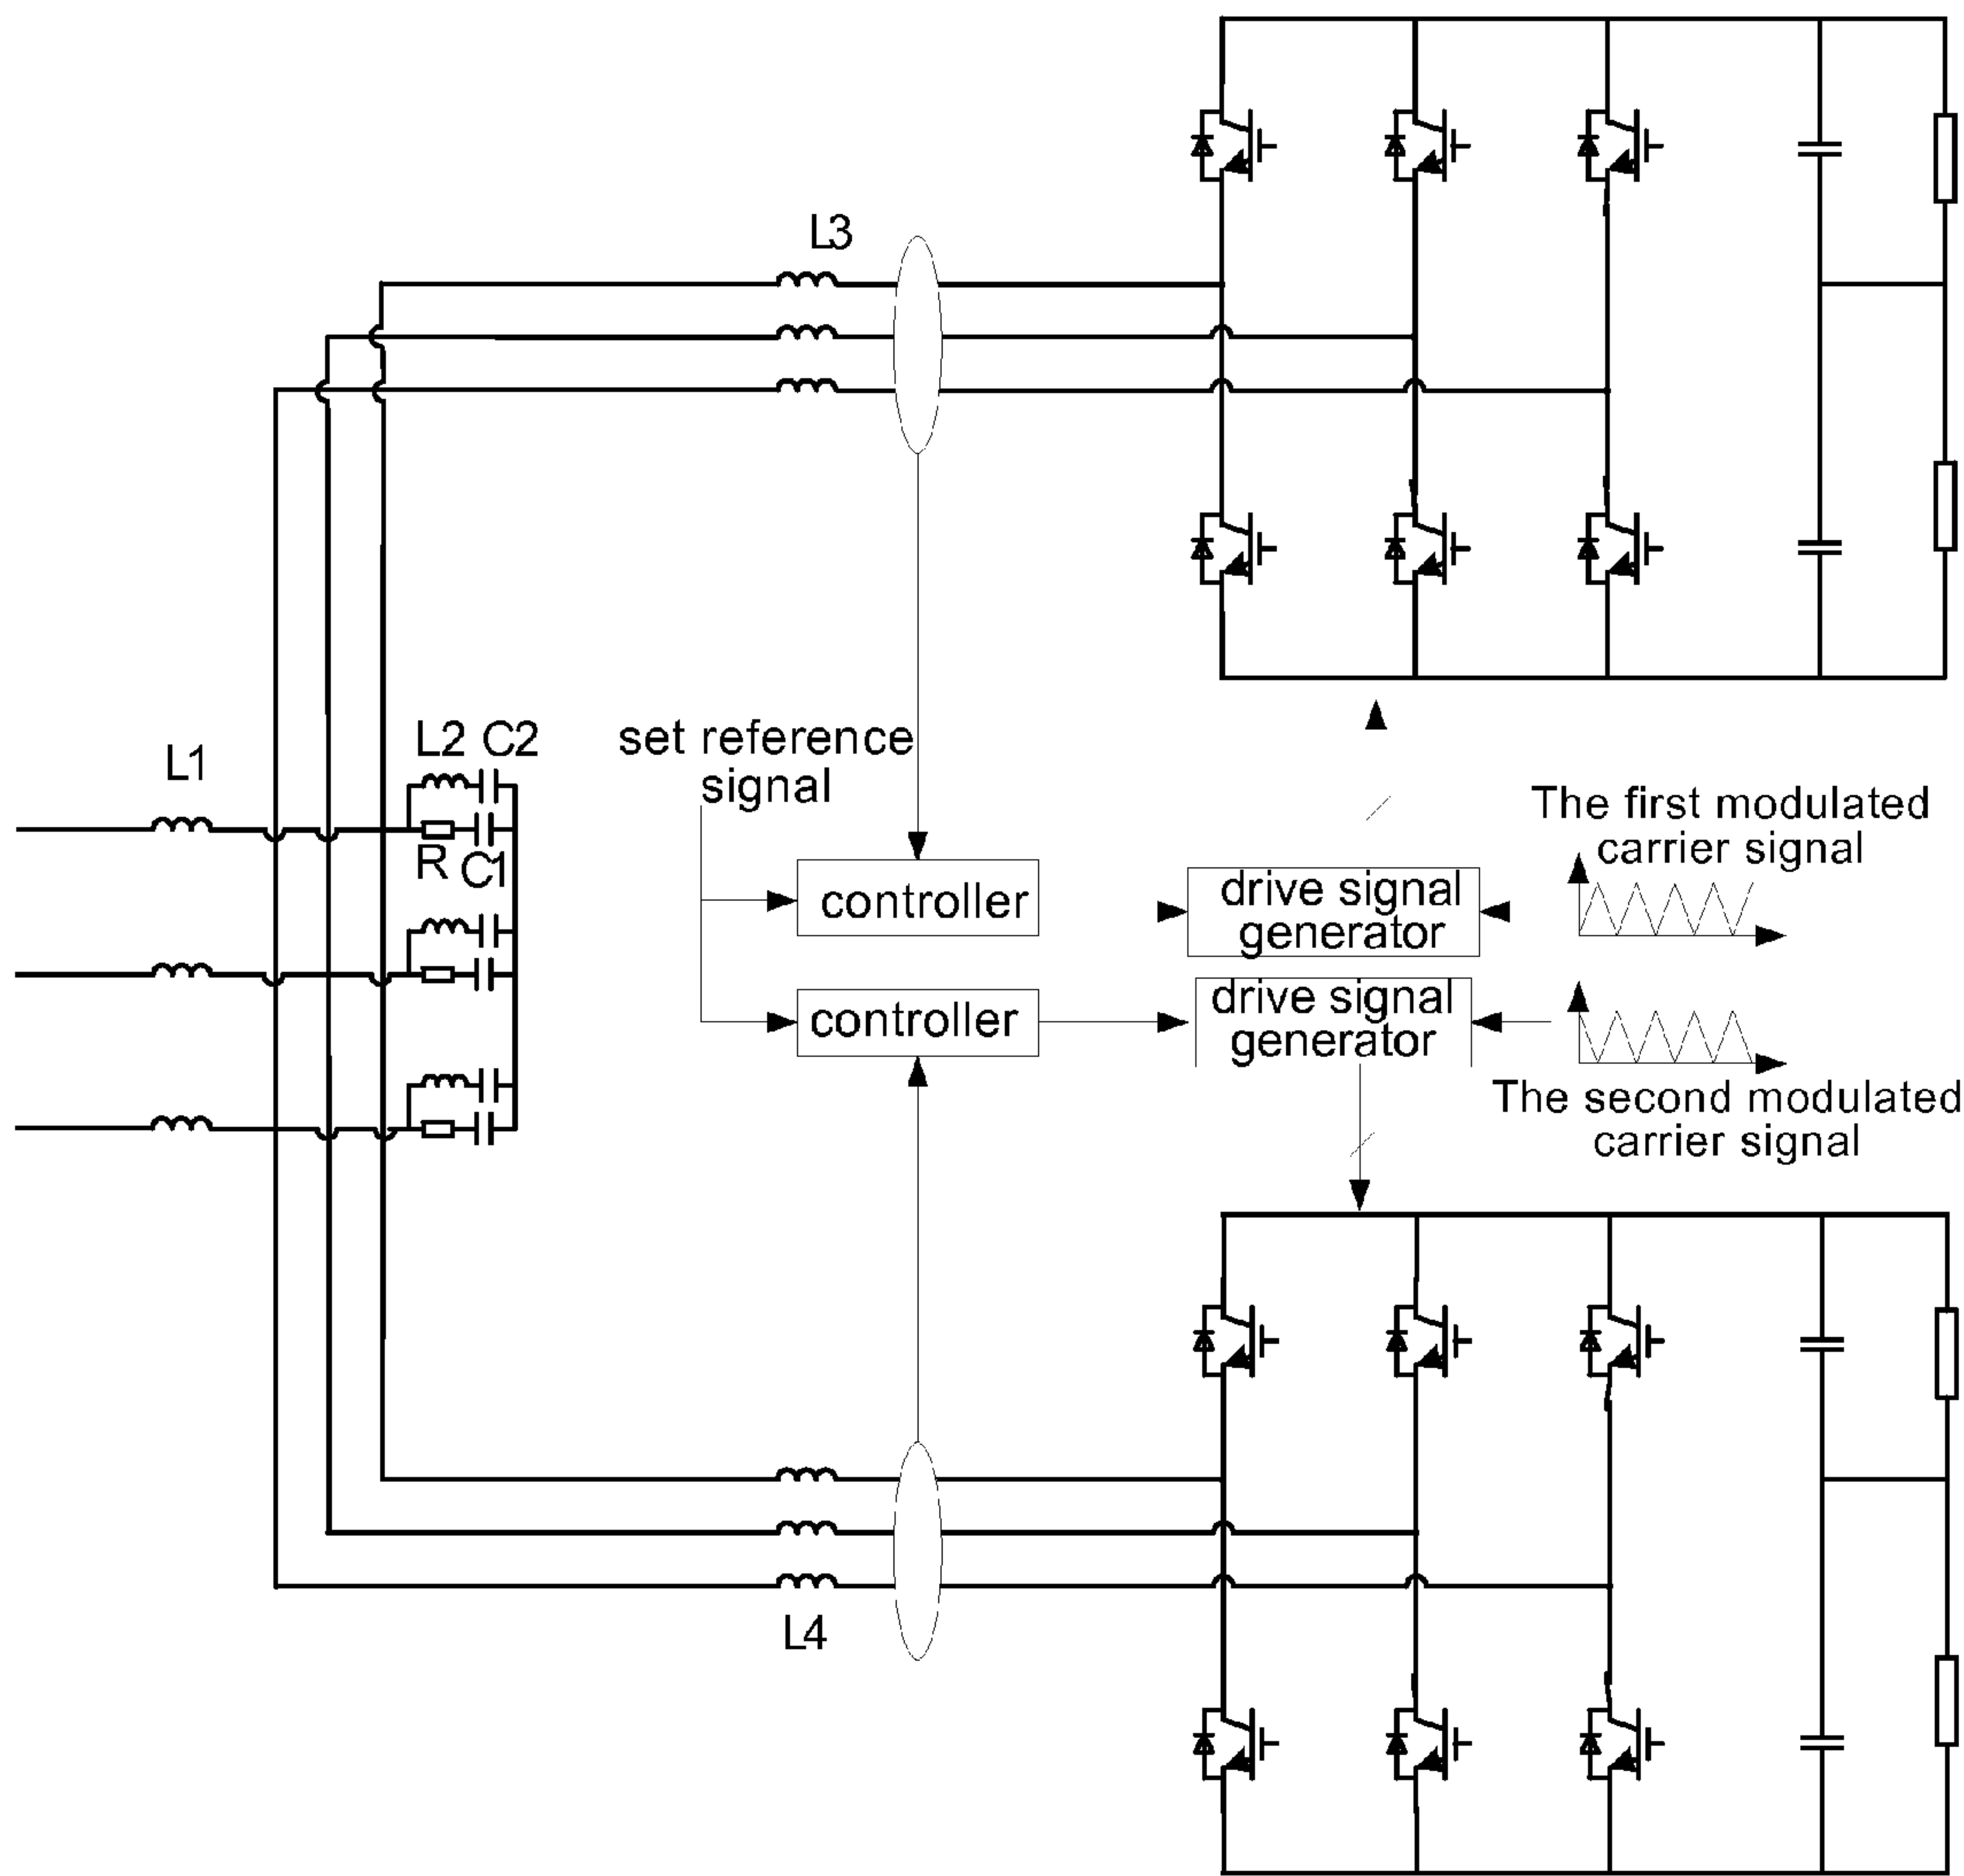 L3
set reference
signal
L2 C2
L1
R C1
The first modulated
carrier signal
controller
drive signal
generator
controller
drive signal
generator
The second modulated
carrier signal
L4